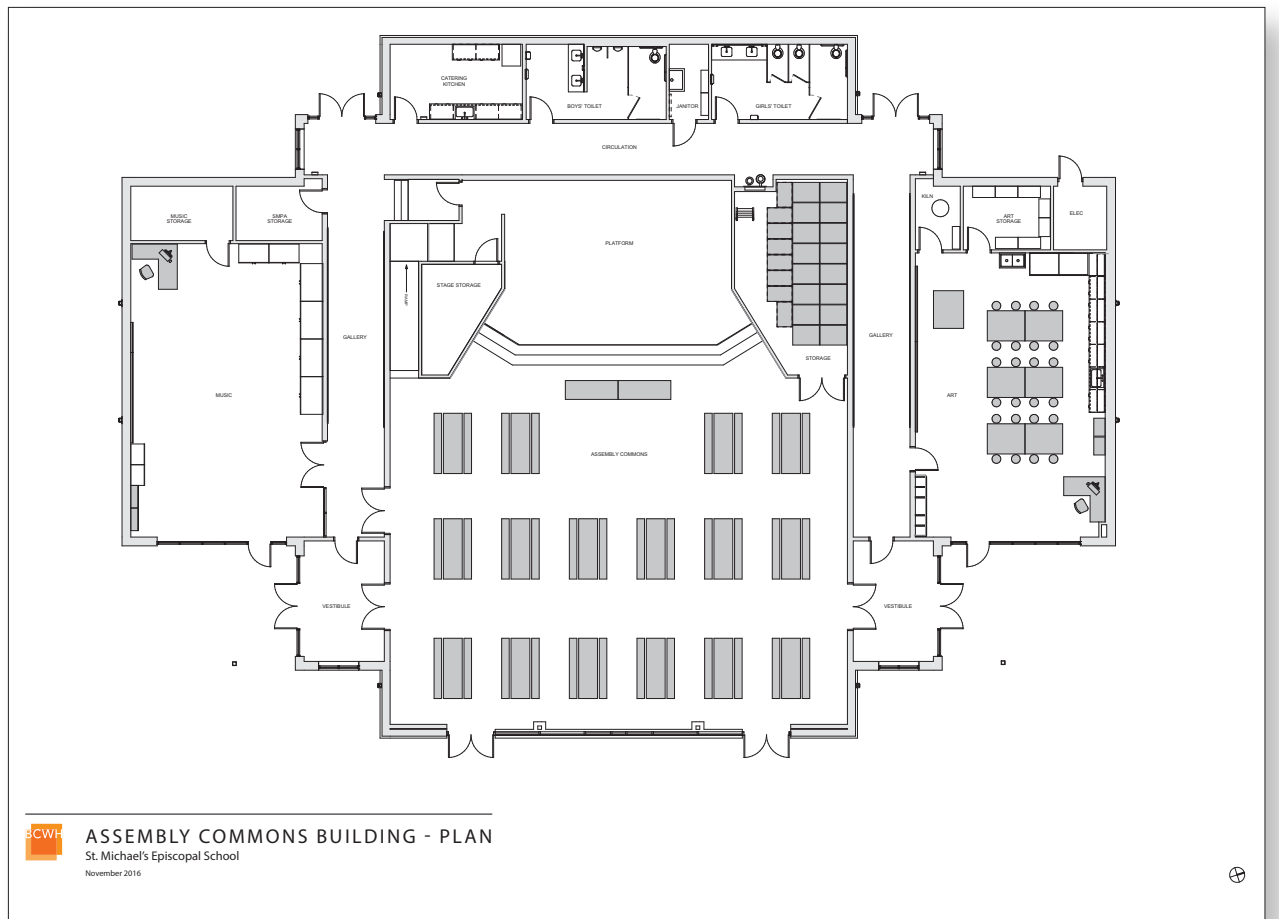 CATERING
KITCHEN
BOYS' TOILET
JANITOR
GIRLS' TOILET
CIRCULATION
MUSIC
STORAGE
SMPA
STORAGE
PLATFORM
KILN
ART
STORAGE
ELEC
STAGE STORAGE
RAMP
GALLERY
GALLERY
STORAGE
MUSIC
ART
ASSEMBLY COMMONS
VESTIBULE
VESTIBULE
BCWH
ASSEMBLY COMMONS BUILDING - PLAN
St. Michael's Episcopal School
November 2016